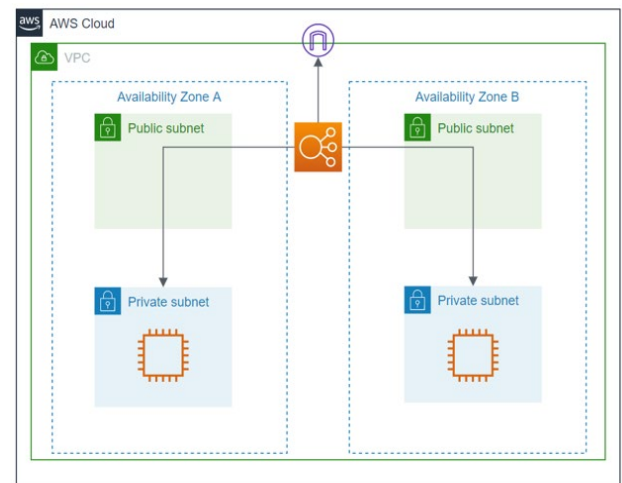 aws
AWS Cloud
VPC
Availability Zone A
Availability Zone B
Public subnet
Public subnet
Private subnet
Private subnet